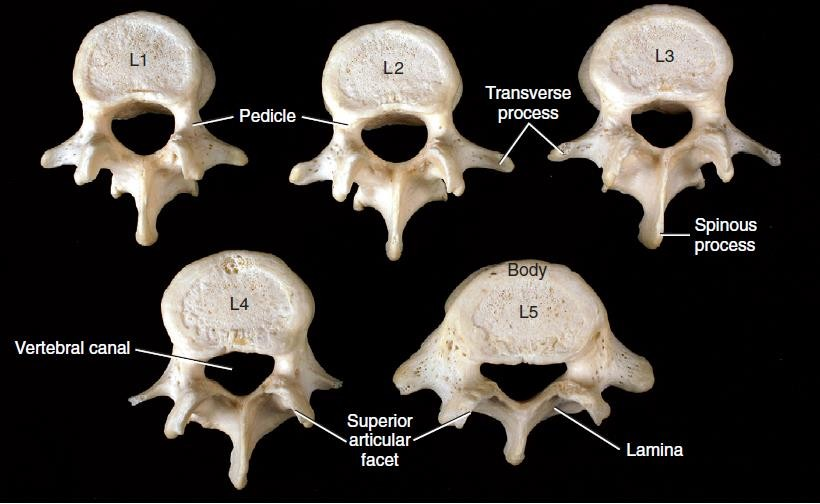 L1
L2
L3
Pedicle
Transverse
process
Spinous
process
Body
L4
L5
Vertebral canal
Superior
articular
facet
Lamina